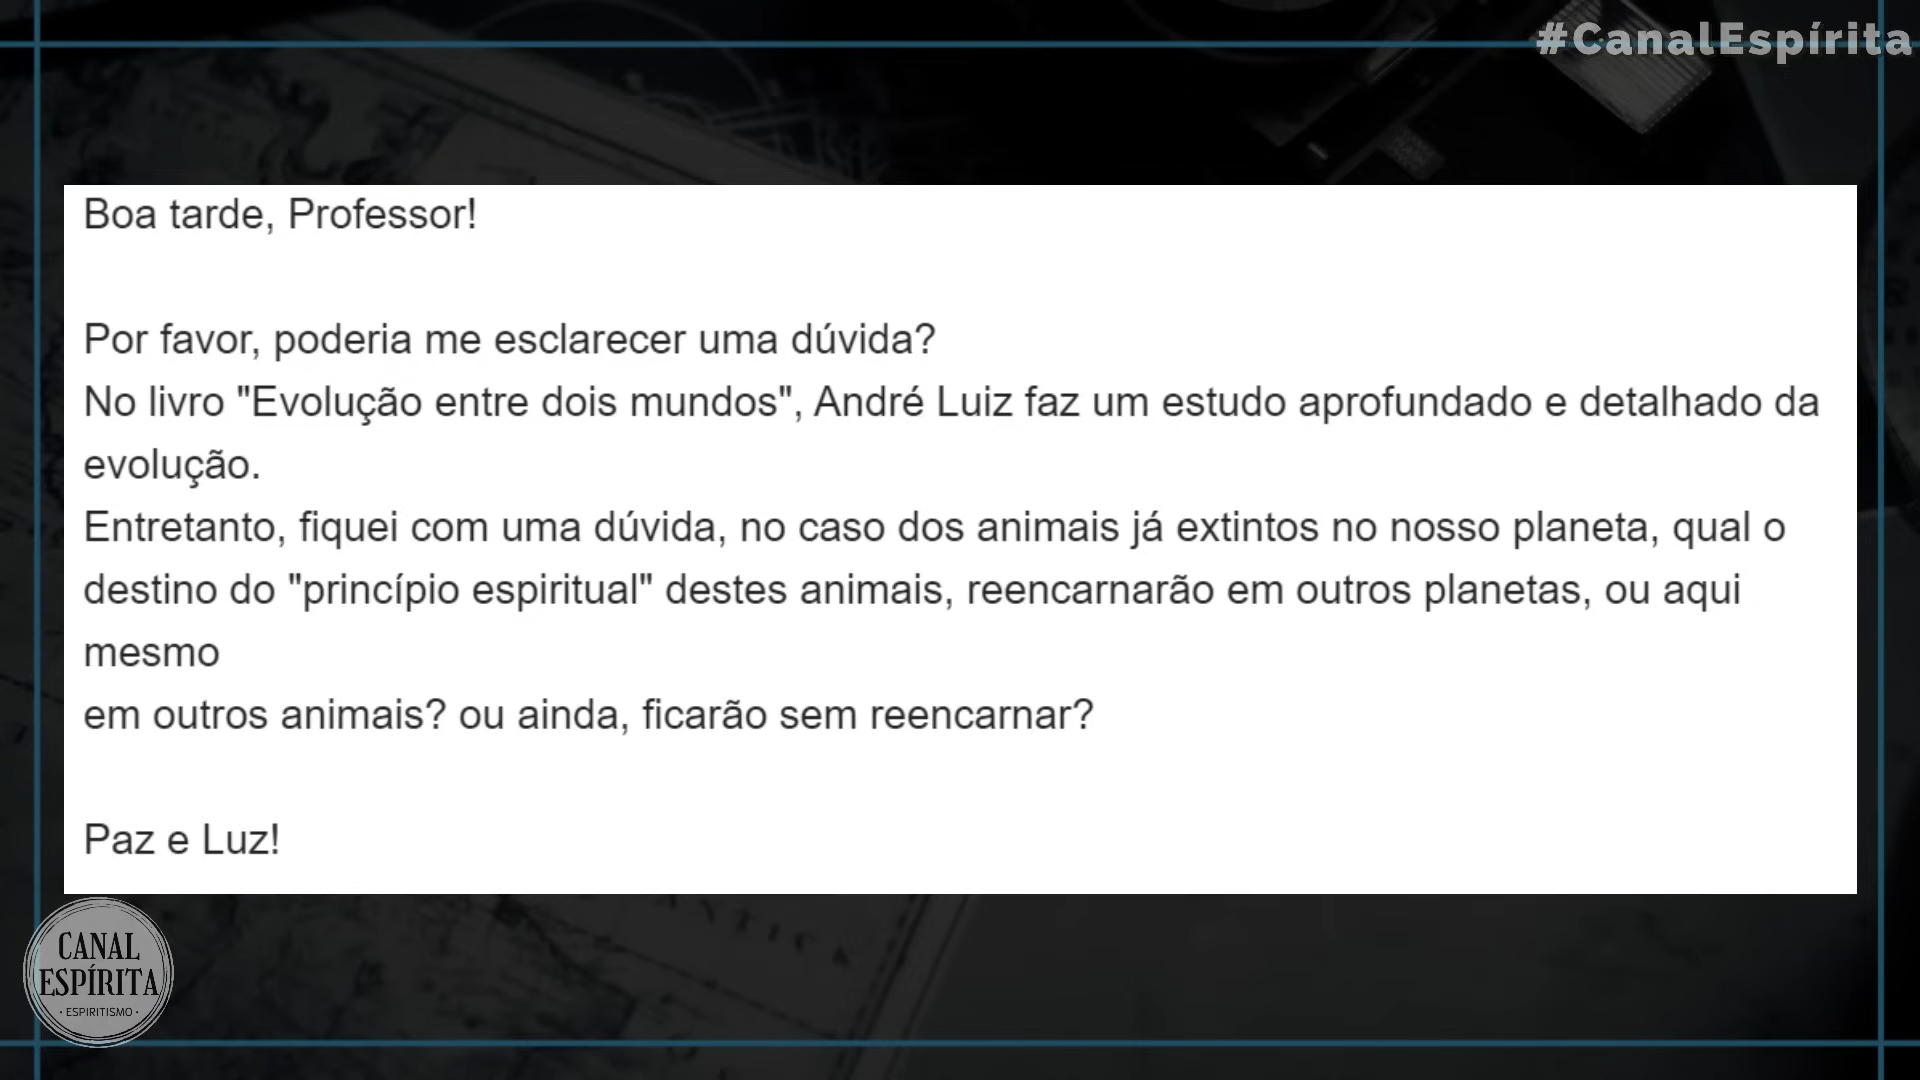 #CanalEspírita
Boa tarde, Professor!
Por favor, poderia me esclarecer uma dúvida?
No livro "Evolução entre dois mundos", André Luiz faz um estudo aprofundado e detalhado da
evolução.
Entretanto, fiquei com uma dúvida, no caso dos animais já extintos no nosso planeta, qual o
destino do "princípio espiritual" destes animais, reencarnarão em outros planetas, ou aqui
mesmo
em outros animais? ou ainda, ficarão sem reencarnar?
Paz e Luz!
CANAL
ESPÍRITA
· ESPIRITISMO ·